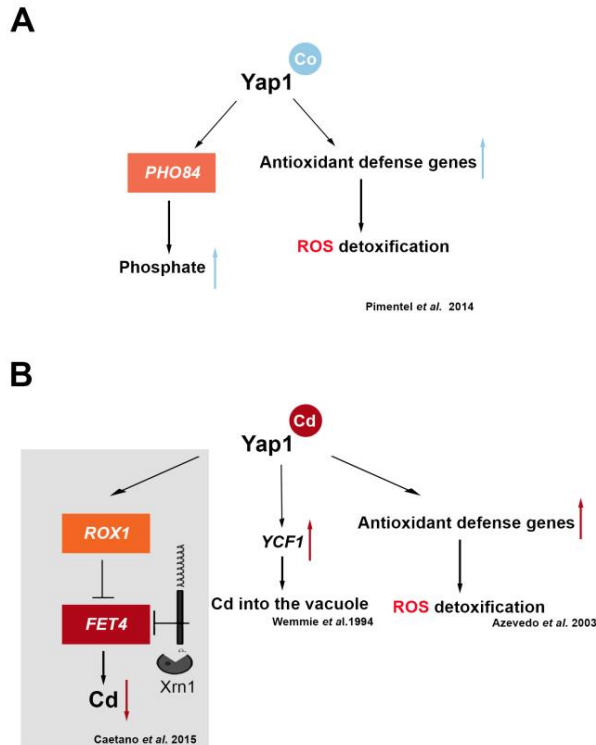 A
Co
Yap1
PHO84
Antioxidant defense genes
Phosphate
ROS detoxification
Pimentel et al. 2014
B
Cd
Yap1
ROX1
YCF1
Antioxidant defense genes
FET4
Cd into the vacuole
Wemmie et al.1994
ROS detoxification
Azevedo et al. 2003
Xrn1
Cd
Caetano et al. 2015